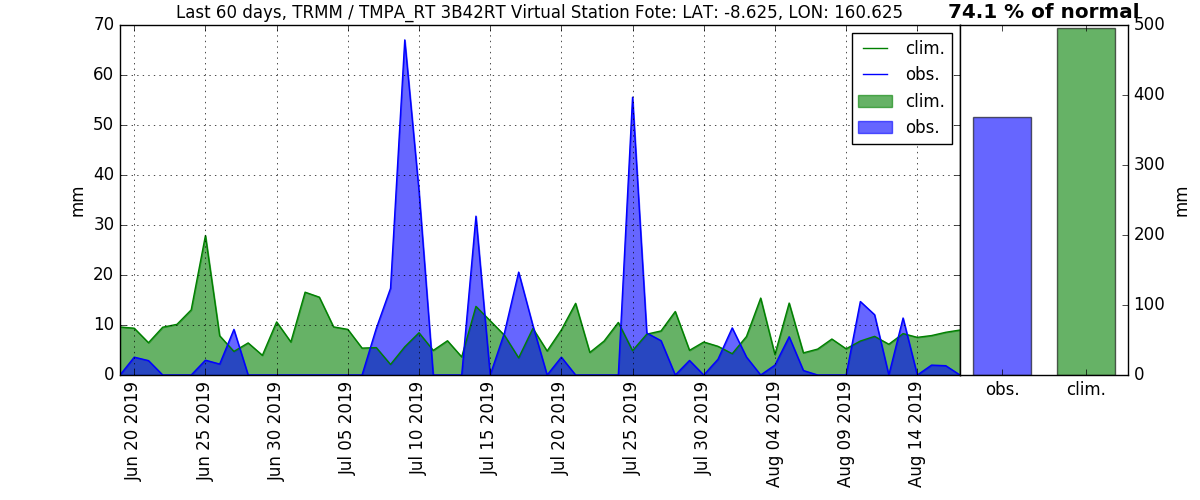 Last 60 days, TRMM / TMPA_RT 3B42RT Virtual Station Fote: LAT: -8.625, LON: 160.625
74.1 % of normal
mm
70
60
50
40
30
20
10
0
clim.
obs.
clim.
obs.
500
400
300
200
100
0
mm
Jun 20 2019
Jun 25 2019
Jun 30 2019
Jul 05 2019
Jul 10 2019
Jul 15 2019
Jul 20 2019
Jul 25 2019
Jul 30 2019
Aug 04 2019
Aug 09 2019
Aug 14 2019
obs.
clim.